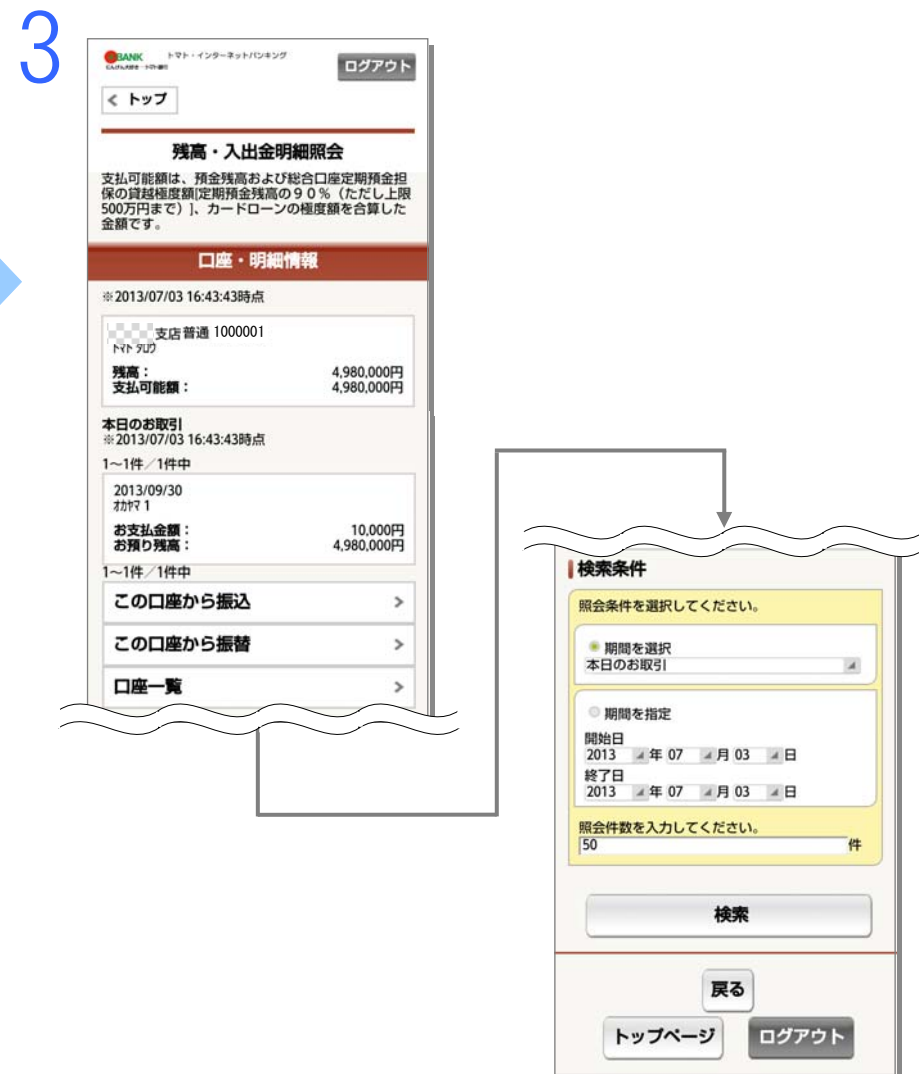 3
BANK トマト・インターネットバンキング
ログアウト
< トップ
残高・入出金明細照会
支払可能額は、預金残高および総合口座定期預金担
保の貸越極度額[定期預金残高の９０％（ただし上限
500万円まで）]、カードローンの極度額を合算した
金額です。
口座・明細情報
※2013/07/03 16:43:43時点
支店 普通 1000001
ﾄﾏﾄ ﾀﾛｳ
残高： 4,980,000円
支払可能額： 4,980,000円
本日のお取引
※2013/07/03 16:43:43時点
1～1件／1件中
2013/09/30
ｵｶﾔﾏ 1
お支払金額： 10,000円
お預り残高： 4,980,000円
1～1件／1件中
この口座から振込 >
この口座から振替 >
口座一覧 >
検索条件
照会条件を選択してください。
期間を選択
本日のお取引
期間を指定
開始日
2013 年 07 月 03 日
終了日
2013 年 07 月 03 日
照会件数を入力してください。
50 件
検索
戻る
トップページ ログアウト